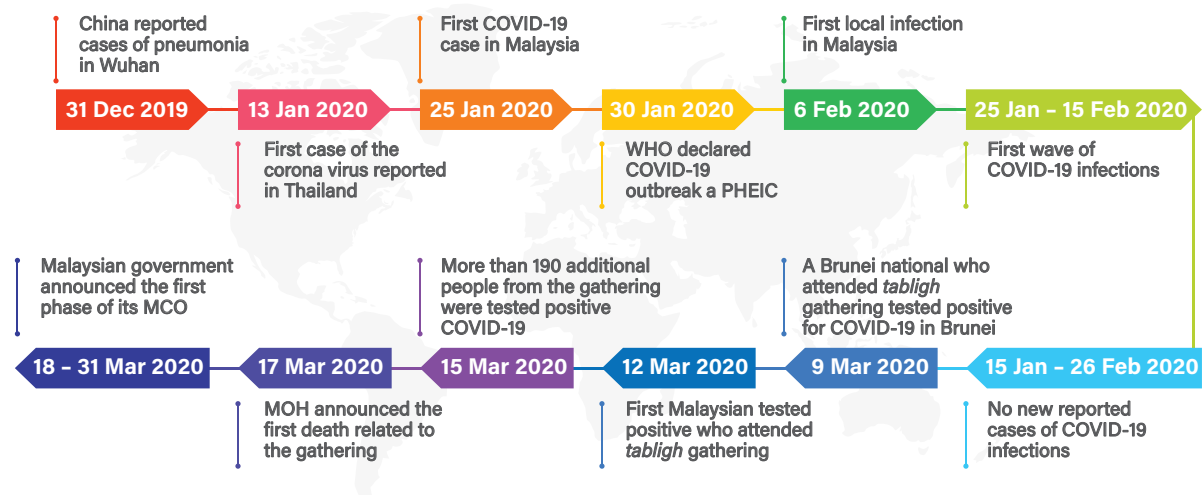 China reported
cases of pneumonia
in Wuhan
31 Dec 2019
13 Jan 2020
First case of the
corona virus reported
in Thailand
First COVID-19
case in Malaysia
25 Jan 2020
30 Jan 2020
WHO declared
COVID-19
outbreak a PHEIC
First local infection
in Malaysia
6 Feb 2020
25 Jan – 15 Feb 2020
First wave of
COVID-19 infections
15 Jan – 26 Feb 2020
No new reported
cases of COVID-19
infections
A Brunei national who
attended tabligh
gathering tested positive
for COVID-19 in Brunei
9 Mar 2020
12 Mar 2020
First Malaysian tested
positive who attended
tabligh gathering
More than 190 additional
people from the gathering
were tested positive
COVID-19
15 Mar 2020
17 Mar 2020
MOH announced the
first death related to
the gathering
Malaysian government
announced the first
phase of its MCO
18 – 31 Mar 2020